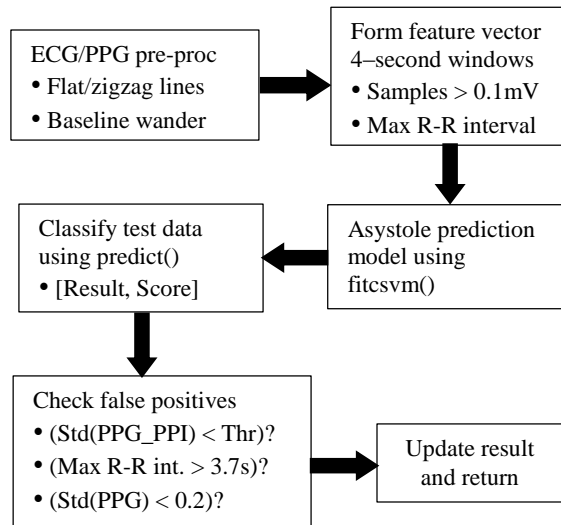 ECG/PPG pre-proc
• Flat/zigzag lines
• Baseline wander
Form feature vector
4–second windows
• Samples > 0.1mV
• Max R-R interval
Asystole prediction
model using
fitcsvm()
Classify test data
using predict()
• [Result, Score]
Check false positives
• (Std(PPG_PPI) < Thr)?
• (Max R-R int. > 3.7s)?
• (Std(PPG) < 0.2)?
Update result
and return